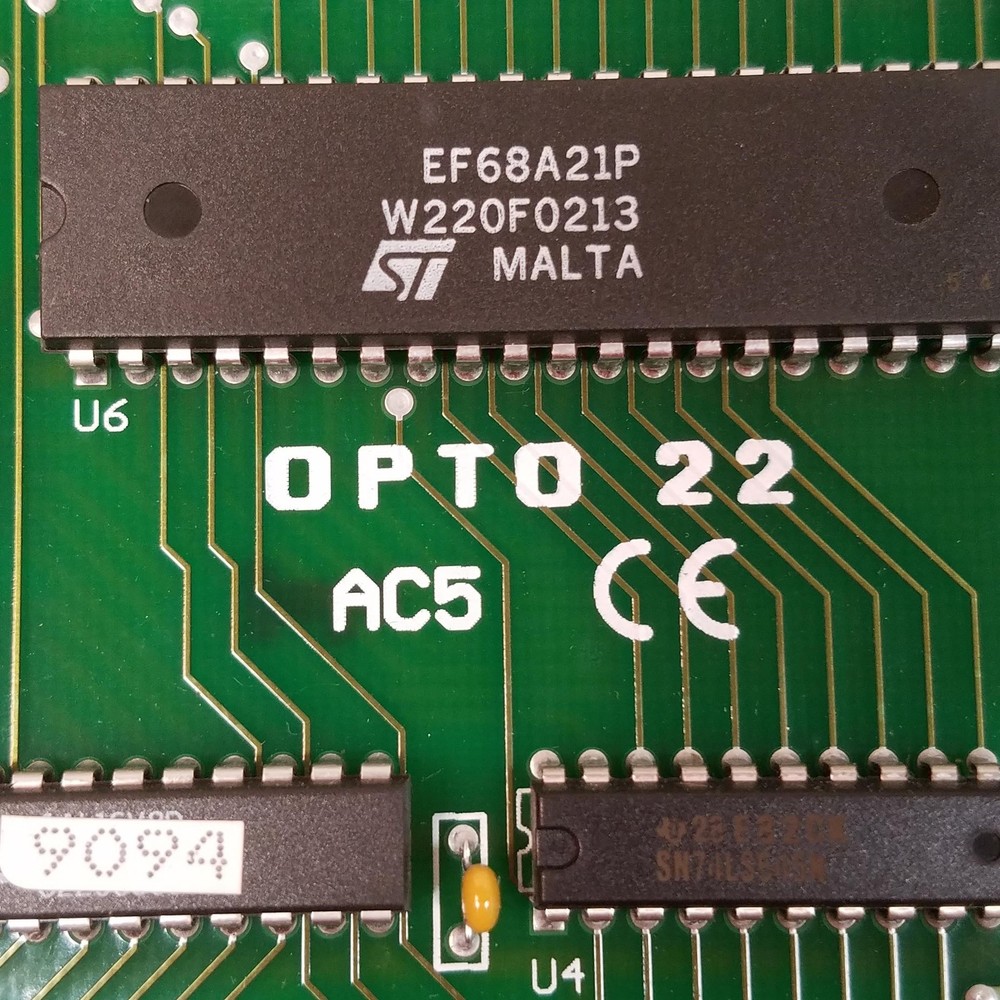 EF68A21P
W220F0213
ST MALTA
U6
OPTO 22
AC5 CE
9094
U4